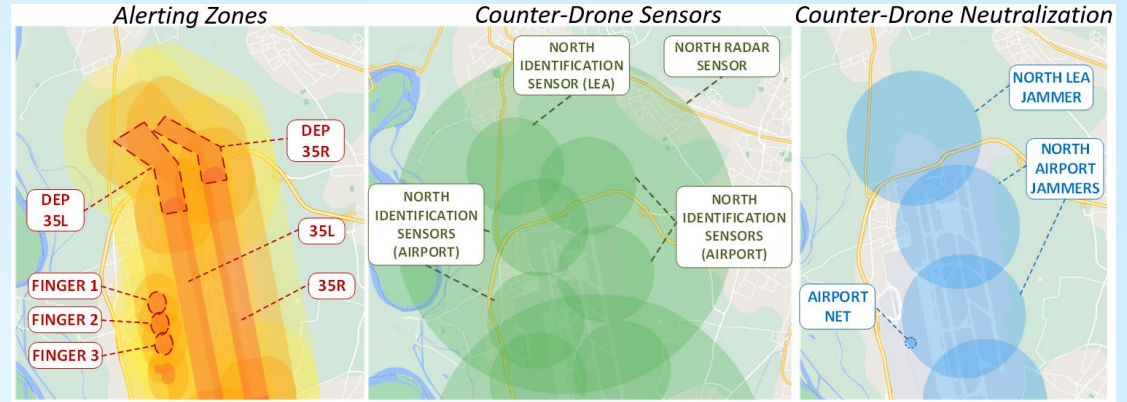 Alerting Zones
DEP
35R
DEP
35L
35L
FINGER 1
35R
FINGER 2
FINGER 3
Counter-Drone Sensors
NORTH
IDENTIFICATION
SENSOR (LEA)
NORTH RADAR
SENSOR
NORTH
IDENTIFICATION
SENSORS
(AIRPORT)
NORTH
IDENTIFICATION
SENSORS
(AIRPORT)
Counter-Drone Neutralization
NORTH LEA
JAMMER
NORTH
AIRPORT
JAMMERS
AIRPORT
NET